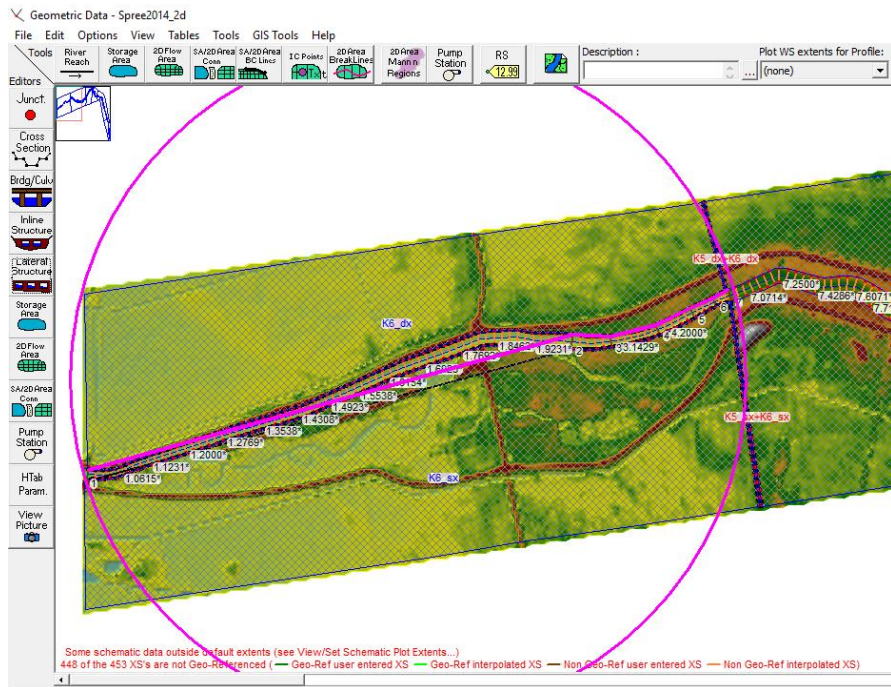 Geometric Data - Spree2014_2d
File Edit Options View Tables Tools GIS Tools Help
Tools
Editors
River Reach
Storage Area
2D Flow Area
SA/2D Area Conn
SA/2D Area BC Lines
IC Points
2D Area BreakLines
2D Area Mann n Regions
Pump Station
RS
12.99
Description :
...
Plot WS extents for Profile:
(none)
Junct.
Cross Section
Brdg/Culv
Inline Structure
Lateral Structure
Storage Area
2D Flow Area
SA/2D Area Conn
Pump Station
HTab Param.
View Picture
K5_dx+K6_dx
7.2500*
7.0714*
7.4286*
7.6071*
K6_dx
6
5
4.2000*
4
3.1429*
3
2
1.9231*
1.5538*
1.4923*
1.4308*
1.3538*
1.2769*
1.2000*
1.1231*
1.0615*
1
K6_sx
Some schematic data outside default extents (see View/Set Schematic Plot Extents...)
448 of the 453 XS's are not Geo-Referenced ( Geo-Ref user entered XS Geo-Ref interpolated XS Non Geo-Ref user entered XS Non Geo-Ref interpolated XS)